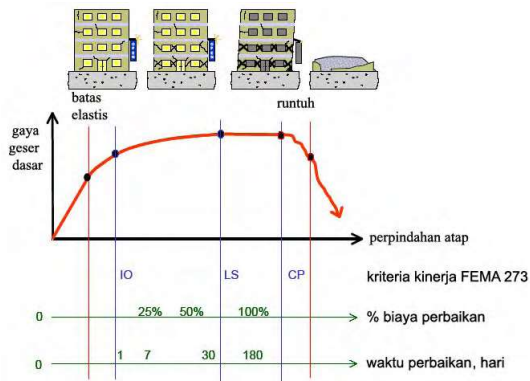 batas
elastis
runtuh
gaya
geser
dasar
perpindahan atap
IO LS CP kriteria kinerja FEMA 273
0 25% 50% 100% % biaya perbaikan
0 1 7 30 180 waktu perbaikan, hari